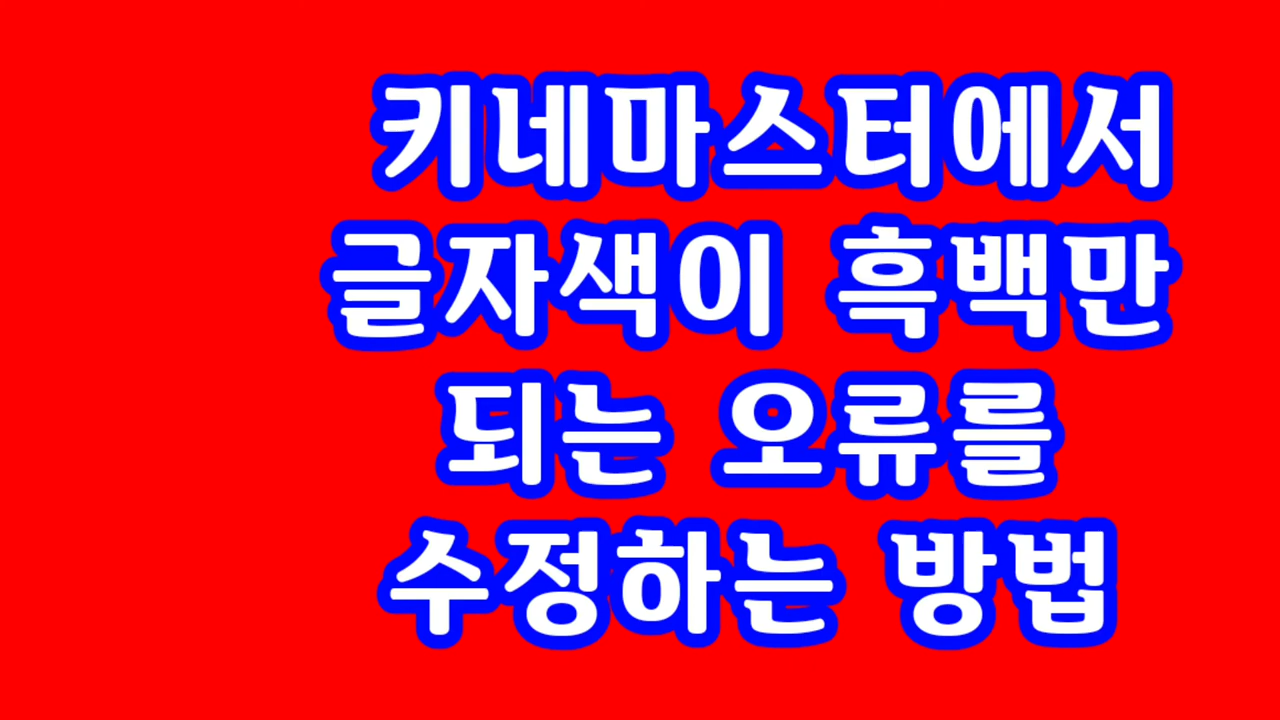 키네마스터에서
글자색이 흑백만
되는 오류를
수정하는 방법